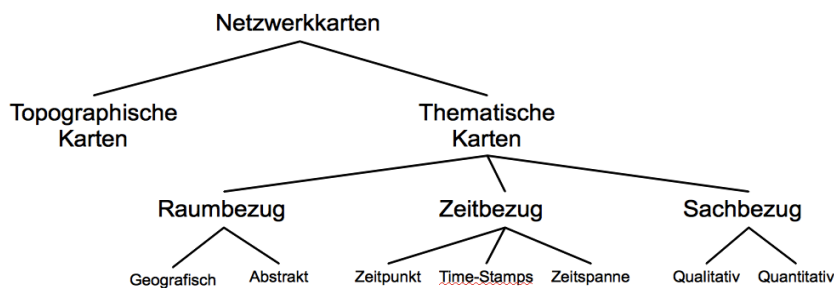 Netzwerkkarten
Topographische
Karten
Thematische
Karten
Raumbezug
Zeitbezug
Sachbezug
Geografisch
Abstrakt
Zeitpunkt
Time-Stamps
Zeitspanne
Qualitativ
Quantitativ